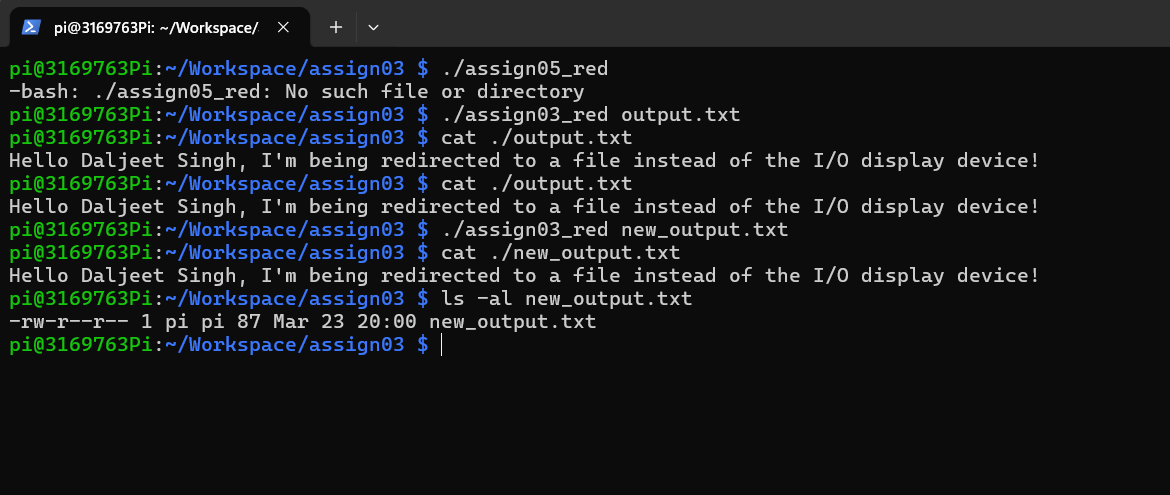 pi@3169763Pi: ~/Workspace/
pi@3169763Pi:~/Workspace/assign03 $ ./assign05_red
-bash: ./assign05_red: No such file or directory
pi@3169763Pi:~/Workspace/assign03 $ ./assign03_red output.txt
pi@3169763Pi:~/Workspace/assign03 $ cat ./output.txt
Hello Daljeet Singh, I'm being redirected to a file instead of the I/O display device!
pi@3169763Pi:~/Workspace/assign03 $ cat ./output.txt
Hello Daljeet Singh, I'm being redirected to a file instead of the I/O display device!
pi@3169763Pi:~/Workspace/assign03 $ ./assign03_red new_output.txt
pi@3169763Pi:~/Workspace/assign03 $ cat ./new_output.txt
Hello Daljeet Singh, I'm being redirected to a file instead of the I/O display device!
pi@3169763Pi:~/Workspace/assign03 $ ls -al new_output.txt
-rw-r--r-- 1 pi pi 87 Mar 23 20:00 new_output.txt
pi@3169763Pi:~/Workspace/assign03 $